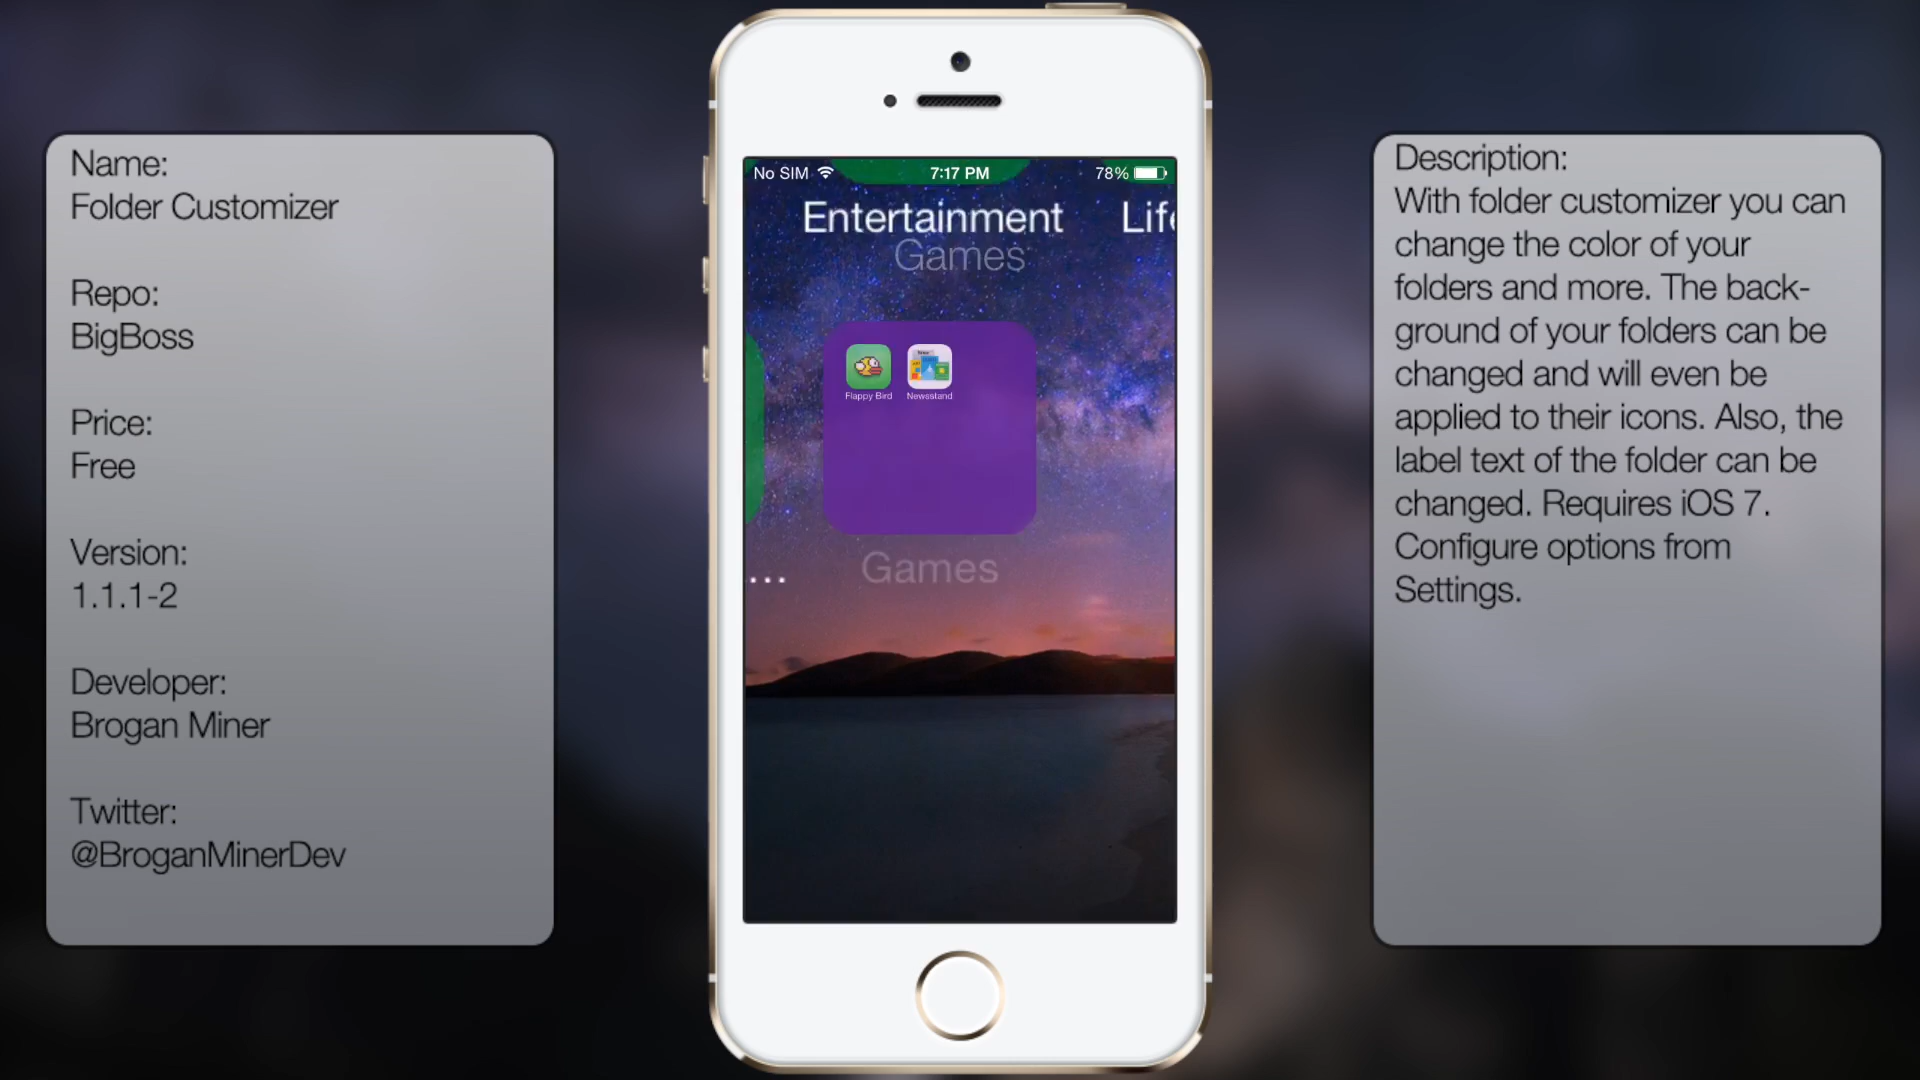 Name:
Folder Customizer
Repo:
BigBoss
Price:
Free
Version:
1.1.1-2
Developer:
Brogan Miner
Twitter:
@BroganMinerDev
No SIM 7:17 PM 78%
Entertainment Life
Games
Flappy Bird Newsstand
... Games
Description:
With folder customizer you can
change the color of your
folders and more. The back-
ground of your folders can be
changed and will even be
applied to their icons. Also, the
label text of the folder can be
changed. Requires iOS 7.
Configure options from
Settings.